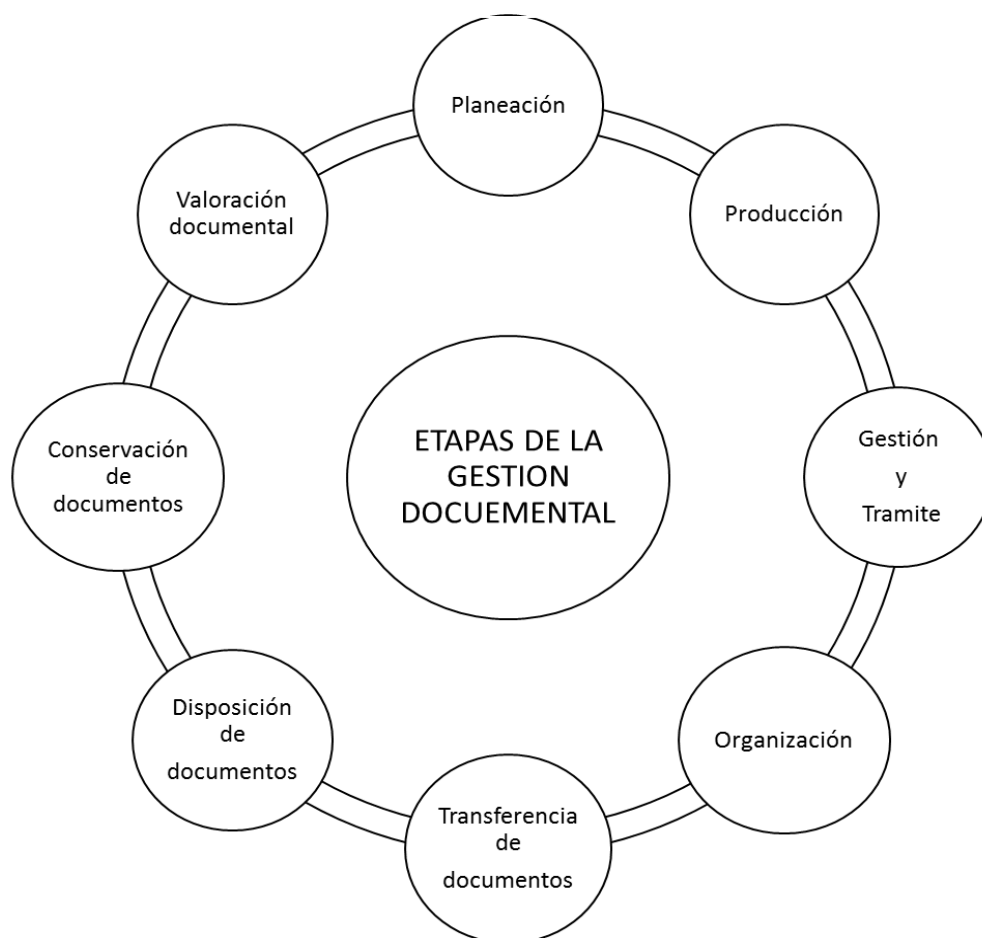 Planeación
Producción
Gestión
y
Tramite
Organización
Transferencia
de
documentos
Disposición
de
documentos
Conservación
de
documentos
Valoración
documental
ETAPAS DE LA
GESTION
DOCUEMENTAL